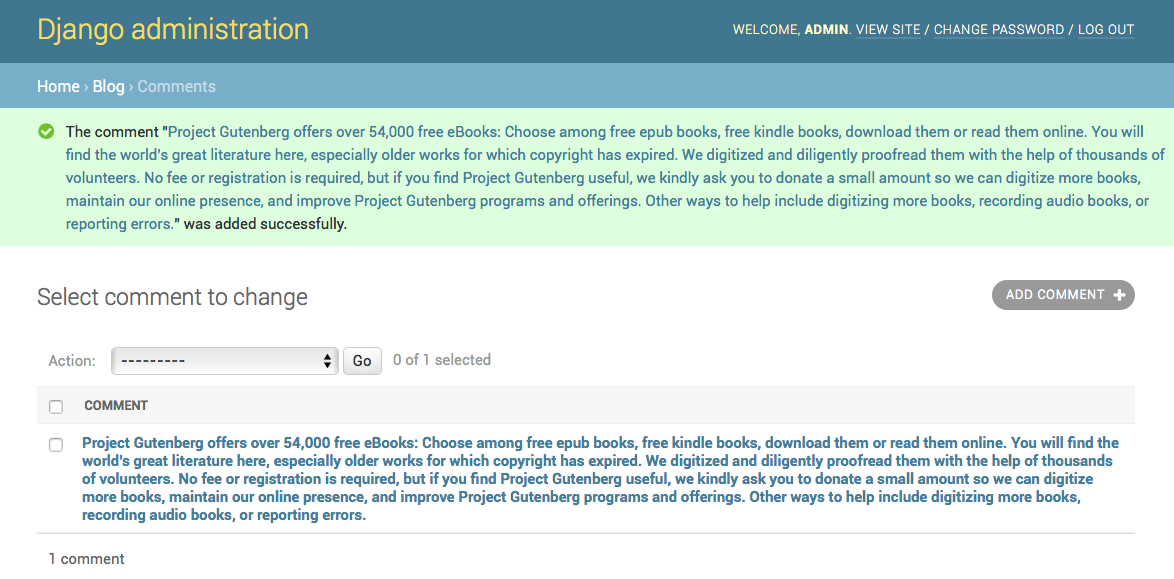 Django administration
WELCOME, ADMIN. VIEW SITE / CHANGE PASSWORD / LOG OUT
Home › Blog › Comments
The comment "Project Gutenberg offers over 54,000 free eBooks: Choose among free epub books, free kindle books, download them or read them online. You will
find the world's great literature here, especially older works for which copyright has expired. We digitized and diligently proofread them with the help of thousands of
volunteers. No fee or registration is required, but if you find Project Gutenberg useful, we kindly ask you to donate a small amount so we can digitize more books,
maintain our online presence, and improve Project Gutenberg programs and offerings. Other ways to help include digitizing more books, recording audio books, or
reporting errors." was added successfully.
Select comment to change
ADD COMMENT +
Action: --------- Go 0 of 1 selected
COMMENT
Project Gutenberg offers over 54,000 free eBooks: Choose among free epub books, free kindle books, download them or read them online. You will find the
world's great literature here, especially older works for which copyright has expired. We digitized and diligently proofread them with the help of thousands
of volunteers. No fee or registration is required, but if you find Project Gutenberg useful, we kindly ask you to donate a small amount so we can digitize
more books, maintain our online presence, and improve Project Gutenberg programs and offerings. Other ways to help include digitizing more books,
recording audio books, or reporting errors.
1 comment